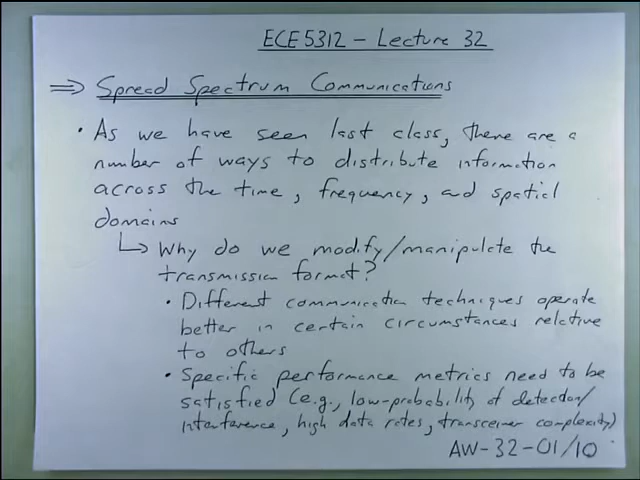 ECE5312 – Lecture 32
⇒ Spread Spectrum Communications
• As we have seen last class, there are a
number of ways to distribute information
across the time, frequency, and spatial
domains
↳ Why do we modify/manipulate the
transmission format?
• Different communication techniques operate
better in certain circumstances relative
to others
• Specific performance metrics need to be
satisfied (e.g., low-probability of detection/
interference, high data rates, transceiver complexity)
AW-32-01/10